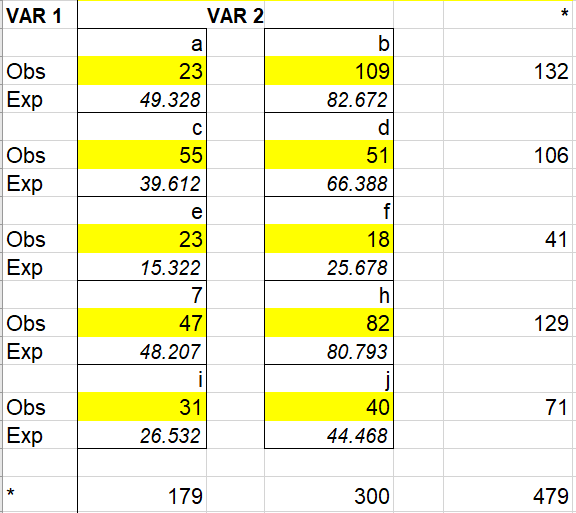 VAR 1 VAR 2 *
a b
Obs 23 109 132
Exp 49.328 82.672
c d
Obs 55 51 106
Exp 39.612 66.388
e f
Obs 23 18 41
Exp 15.322 25.678
7 h
Obs 47 82 129
Exp 48.207 80.793
i j
Obs 31 40 71
Exp 26.532 44.468
* 179 300 479